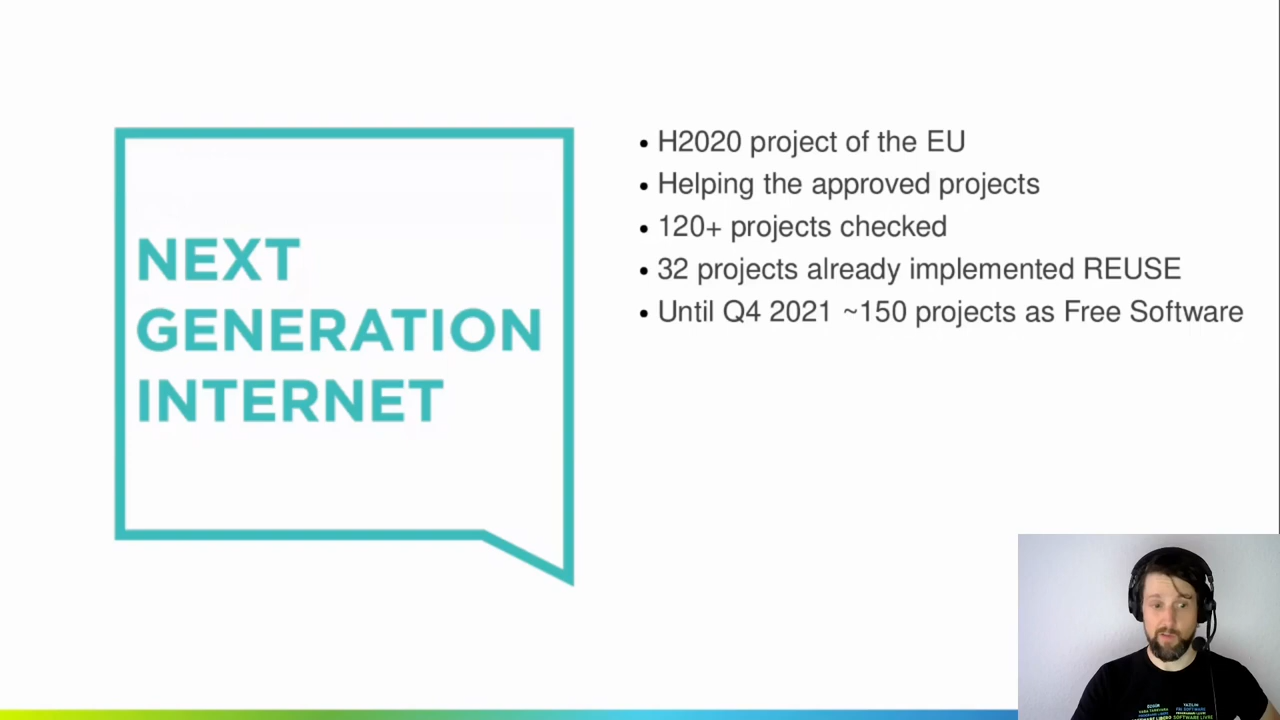 NEXT
GENERATION
INTERNET
H2020 project of the EU
Helping the approved projects
120+ projects checked
32 projects already implemented REUSE
Until Q4 2021 ~150 projects as Free Software